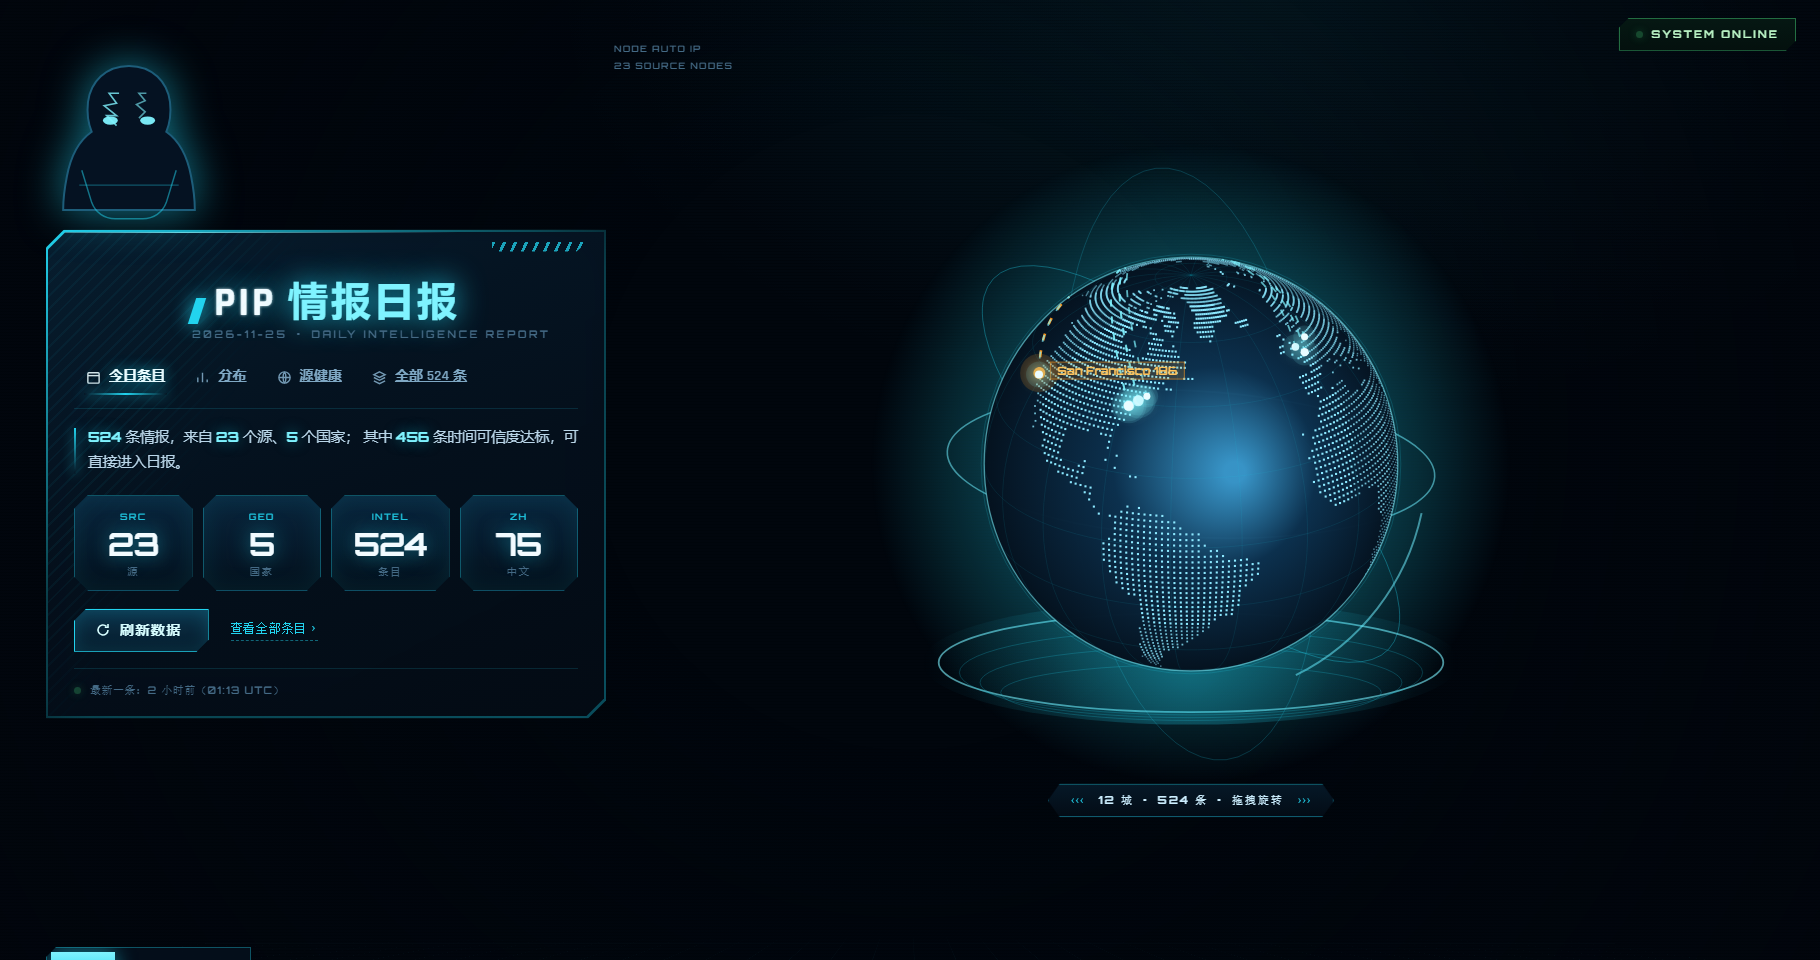 NODE AUTO IP
23 SOURCE NODES
SYSTEM ONLINE
PIP 情报日报
2026-11-25 · DAILY INTELLIGENCE REPORT
今日条目
分布
源健康
全部 524 条
524 条情报，来自 23 个源、5 个国家； 其中 456 条时间可信度达标，可
直接进入日报。
SRC
23
源
GEO
5
国家
INTEL
524
条目
ZH
75
中文
刷新数据
查看全部条目 ›
最新一条：2 小时前（01:13 UTC）
San Francisco 186
‹‹‹ 12 城 · 524 条 · 拖拽旋转 ›››